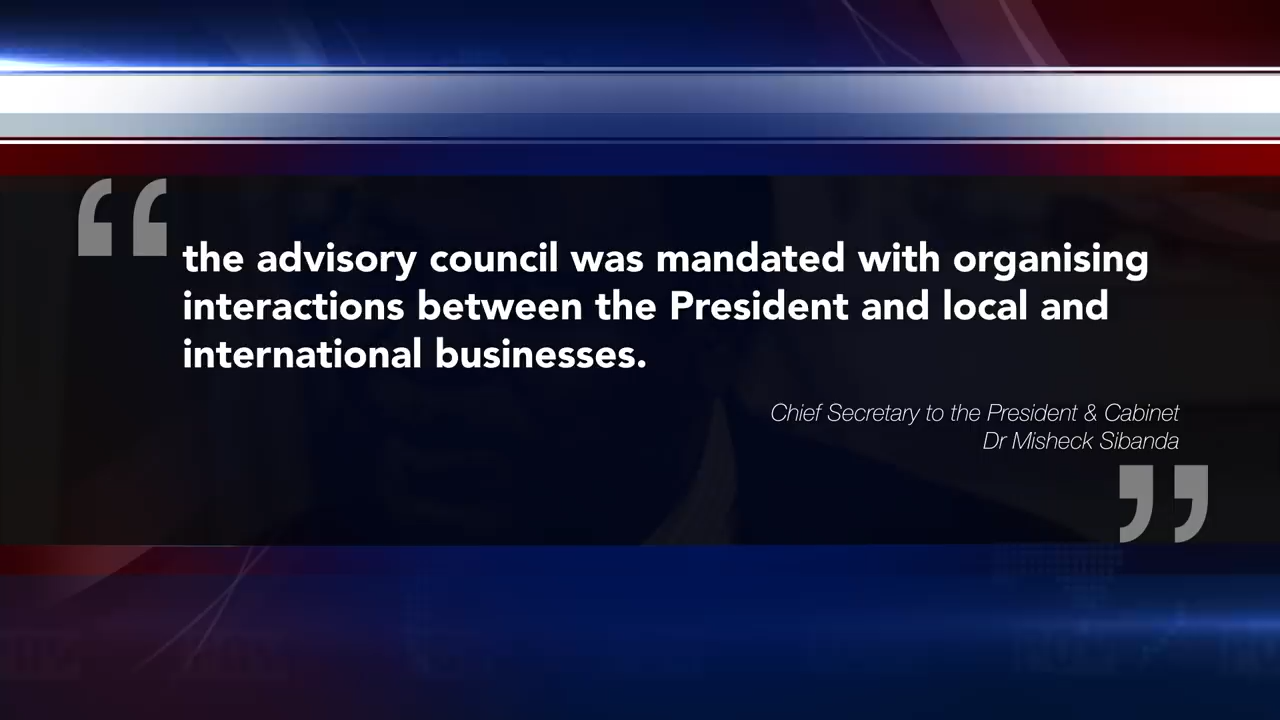 “
the advisory council was mandated with organising
interactions between the President and local and
international businesses.
Chief Secretary to the President & Cabinet
Dr Misheck Sibanda
”